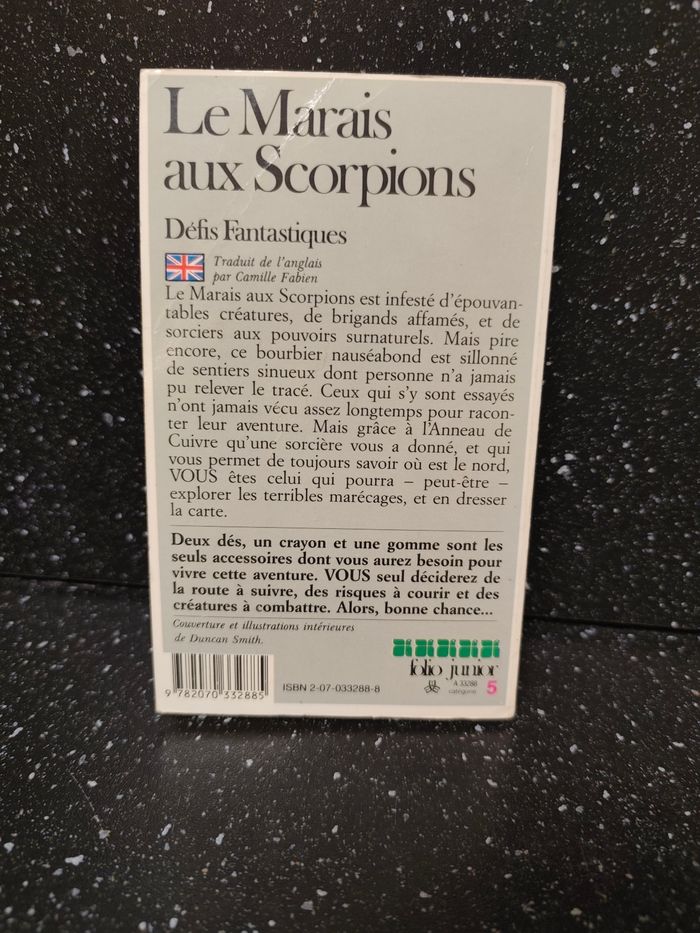 Le Marais
aux Scorpions
Défis Fantastiques
Traduit de l'anglais
par Camille Fabien
Le Marais aux Scorpions est infesté d'épouvan-
tables créatures, de brigands affamés, et de
sorciers aux pouvoirs surnaturels. Mais pire
encore, ce bourbier nauséabond est sillonné
de sentiers sinueux dont personne n'a jamais
pu relever le tracé. Ceux qui s'y sont essayés
n'ont jamais vécu assez longtemps pour racon-
ter leur aventure. Mais grâce à l'Anneau de
Cuivre qu'une sorcière vous a donné, et qui
vous permet de toujours savoir où est le nord,
VOUS êtes celui qui pourra – peut-être –
explorer les terribles marécages, et en dresser
la carte.
Deux dés, un crayon et une gomme sont les
seuls accessoires dont vous aurez besoin pour
vivre cette aventure. VOUS seul déciderez de
la route à suivre, des risques à courir et des
créatures à combattre. Alors, bonne chance...
Couverture et illustrations intérieures
de Duncan Smith.
folio junior
A 33288
catégorie 5
9 782070 332885
ISBN 2-07-033288-8